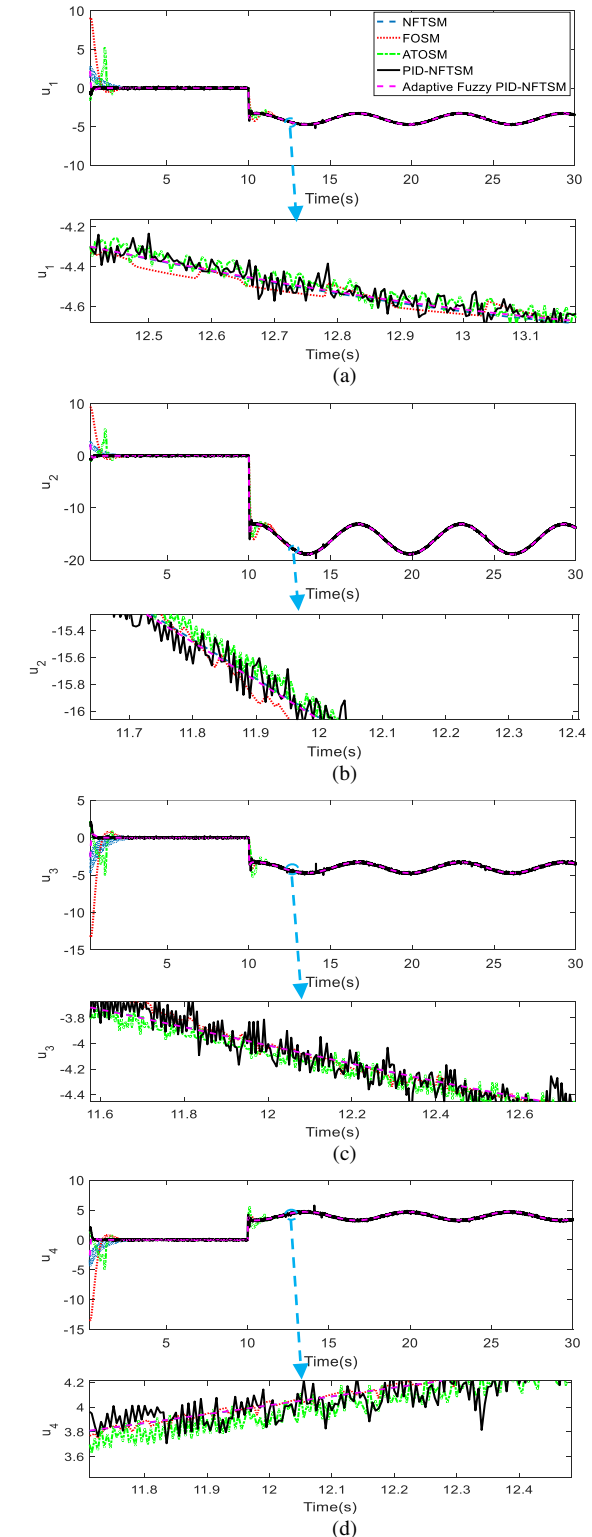 10
5
0
-5
-10
u1
NFTSM
FOSM
ATOSM
PID-NFTSM
Adaptive Fuzzy PID-NFTSM
5 10 15 20 25 30
Time(s)
-4.2
-4.4
-4.6
u1
12.5 12.6 12.7 12.8 12.9 13 13.1
Time(s)
(a)
10
0
-10
-20
u2
5 10 15 20 25 30
Time(s)
-15.4
-15.6
-15.8
-16
u2
11.7 11.8 11.9 12 12.1 12.2 12.3 12.4
Time(s)
(b)
5
0
-5
-10
-15
u3
5 10 15 20 25 30
Time(s)
-3.8
-4
-4.2
-4.4
u3
11.6 11.8 12 12.2 12.4 12.6
Time(s)
(c)
10
5
0
-5
-10
-15
u4
5 10 15 20 25 30
Time(s)
4.2
4
3.8
3.6
u4
11.8 11.9 12 12.1 12.2 12.3 12.4
Time(s)
(d)